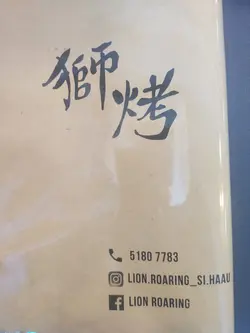 獅烤
5180 7783
LION.ROARING_SI.HAAU
LION ROARING